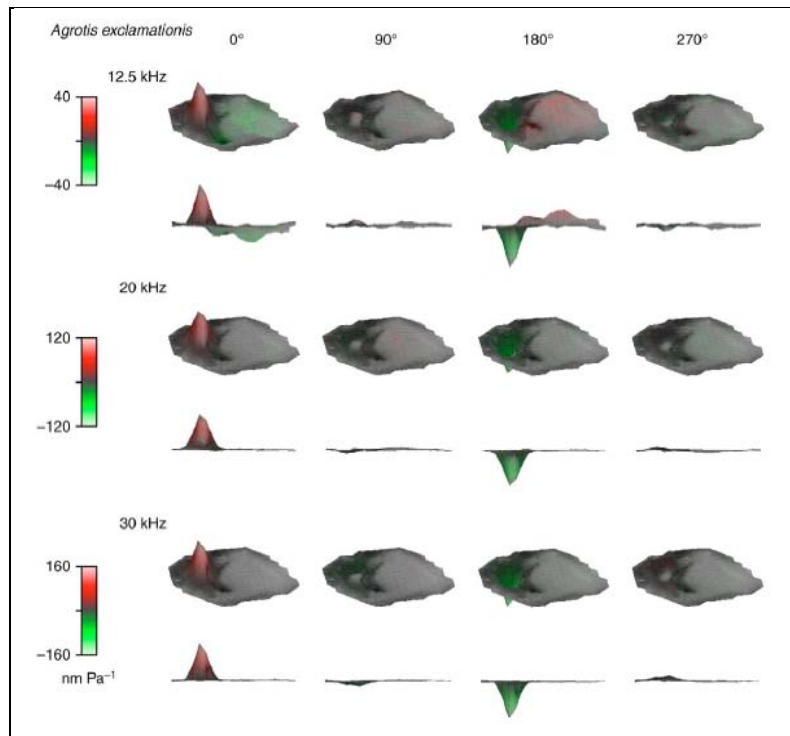 Agrotis exclamationis
0° 90° 180° 270°
12.5 kHz
40
−40
20 kHz
120
−120
30 kHz
160
−160
nm Pa⁻¹